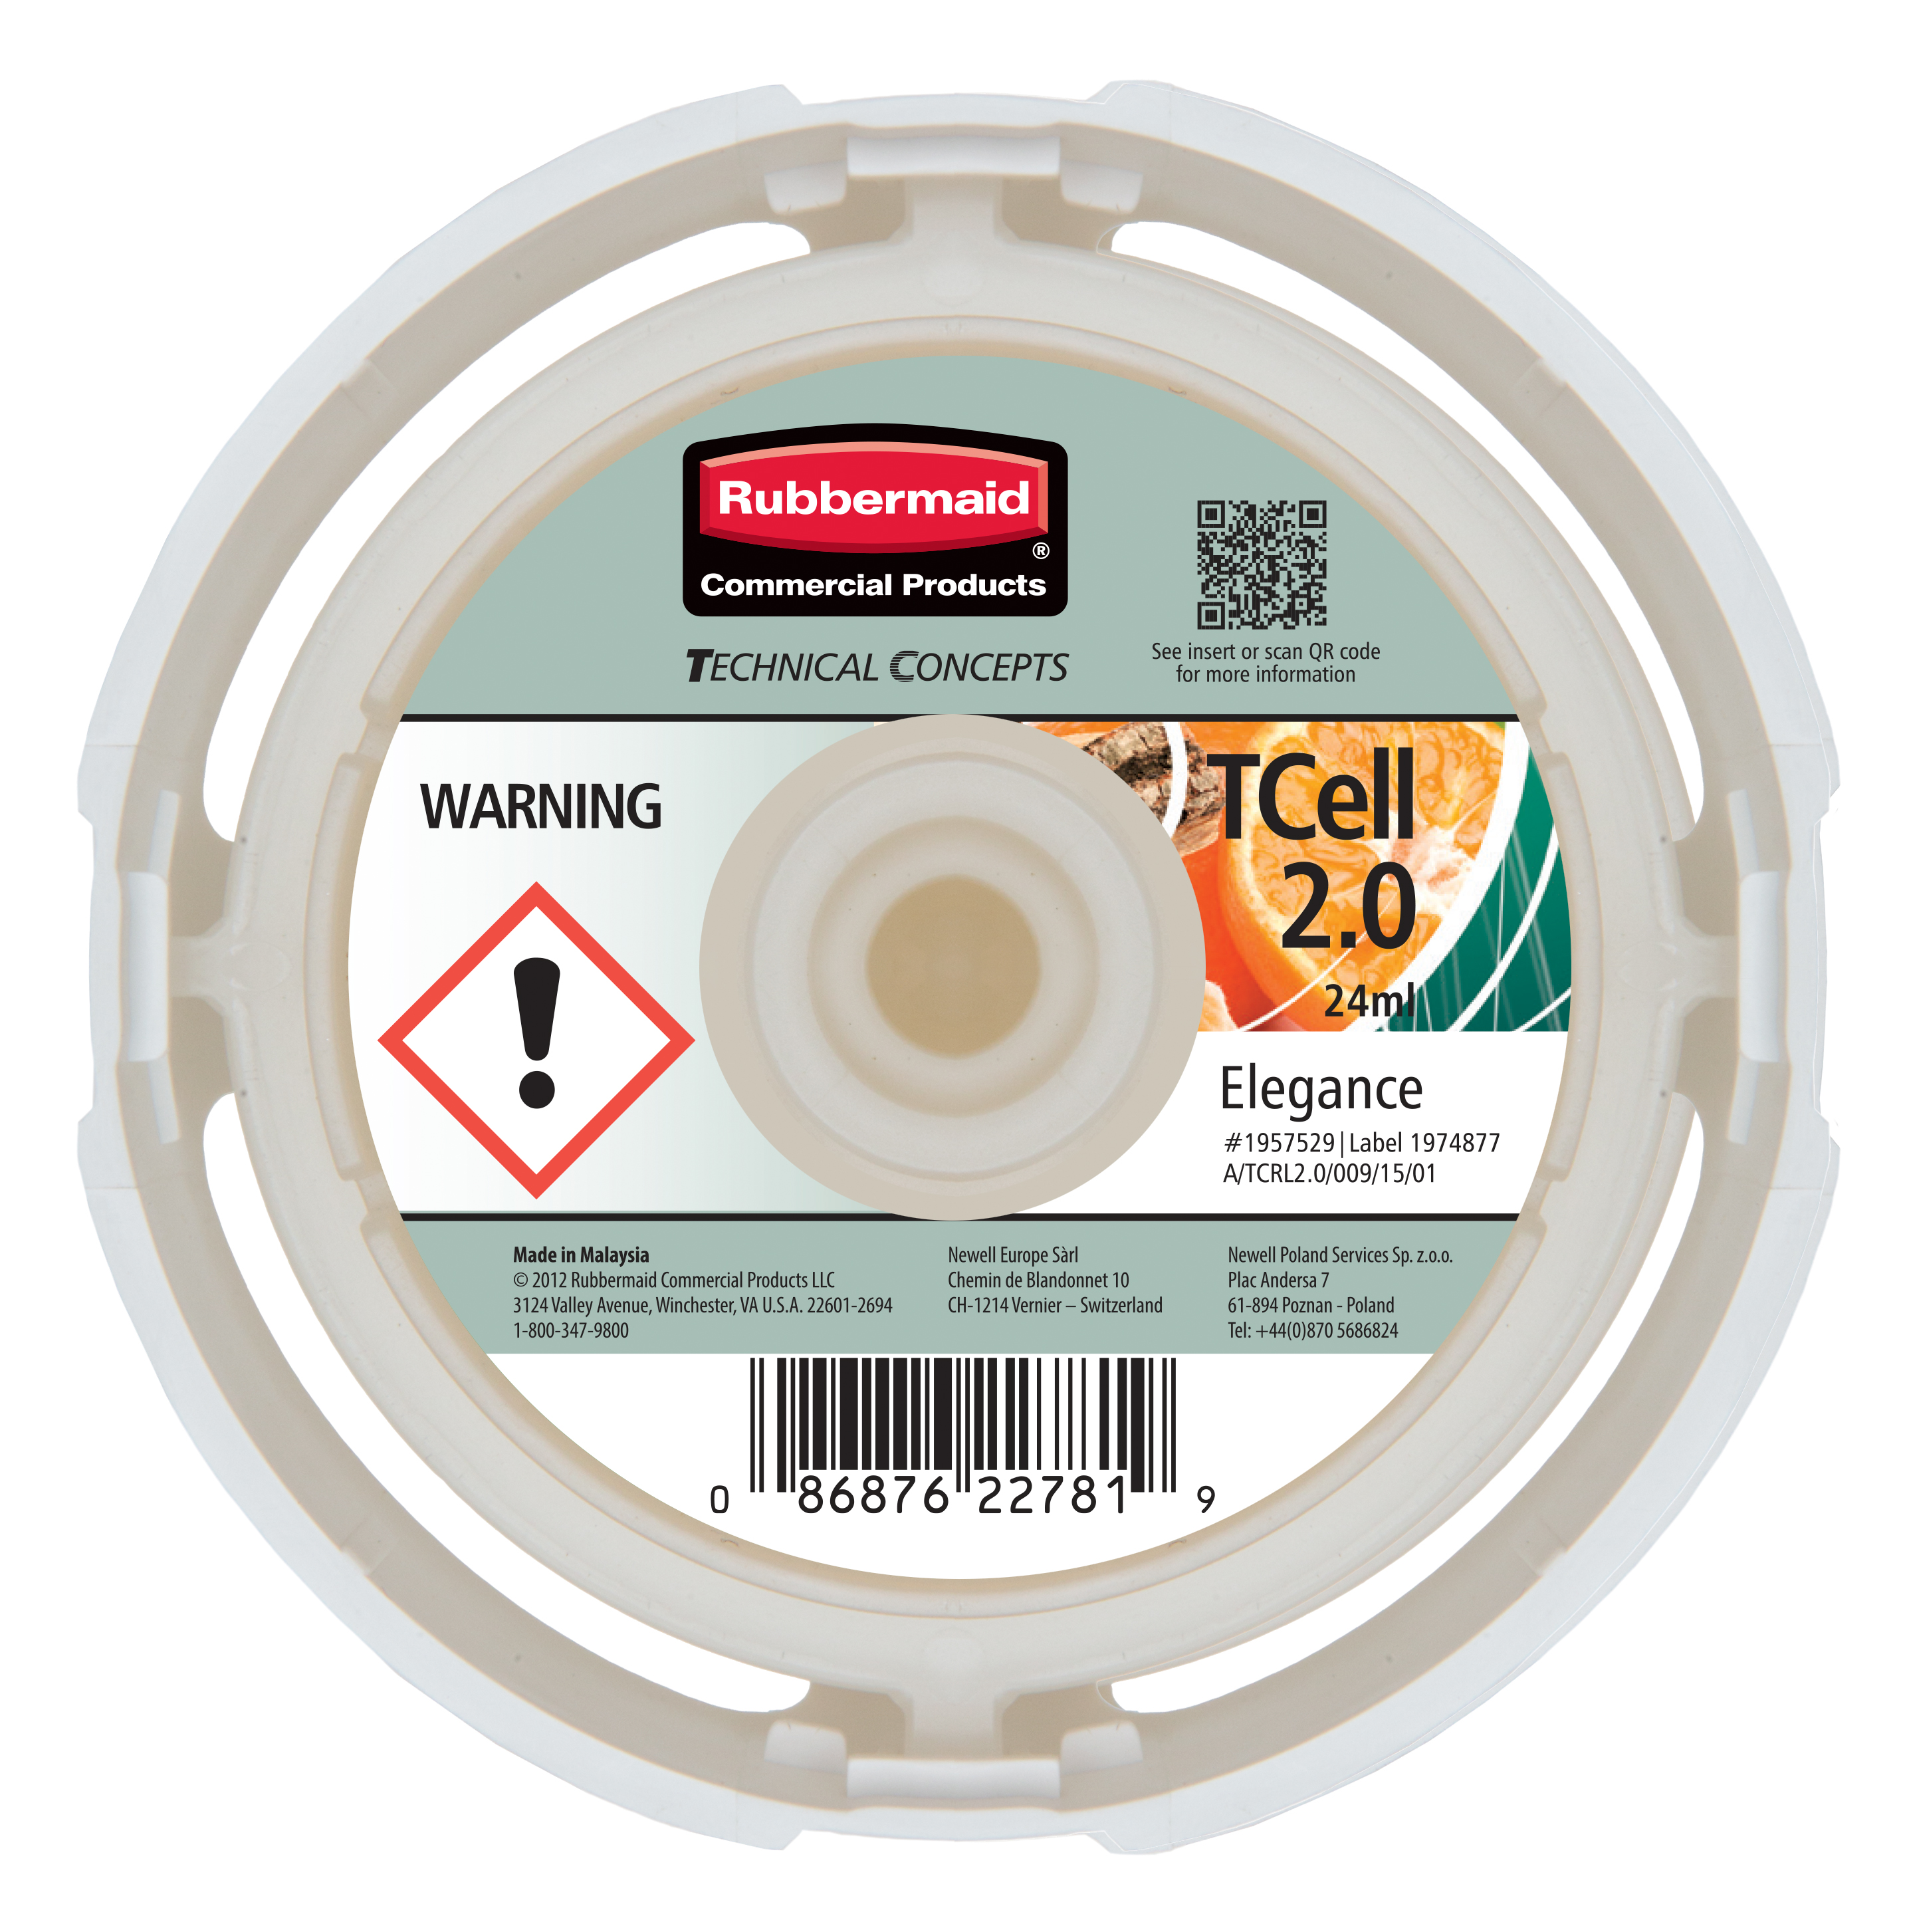 Rubbermaid
®
Commercial Products
TECHNICAL CONCEPTS
See insert or scan QR code
for more information
WARNING
TCell
2.0
24ml
Elegance
#1957529|Label 1974877
A/TCRL2.0/009/15/01
Made in Malaysia
© 2012 Rubbermaid Commercial Products LLC
3124 Valley Avenue, Winchester, VA U.S.A. 22601-2694
1-800-347-9800
Newell Europe Sàrl
Chemin de Blandonnet 10
CH-1214 Vernier – Switzerland
Newell Poland Services Sp. z.o.o.
Plac Andersa 7
61-894 Poznan - Poland
Tel: +44(0)870 5686824
0 86876 22781 9